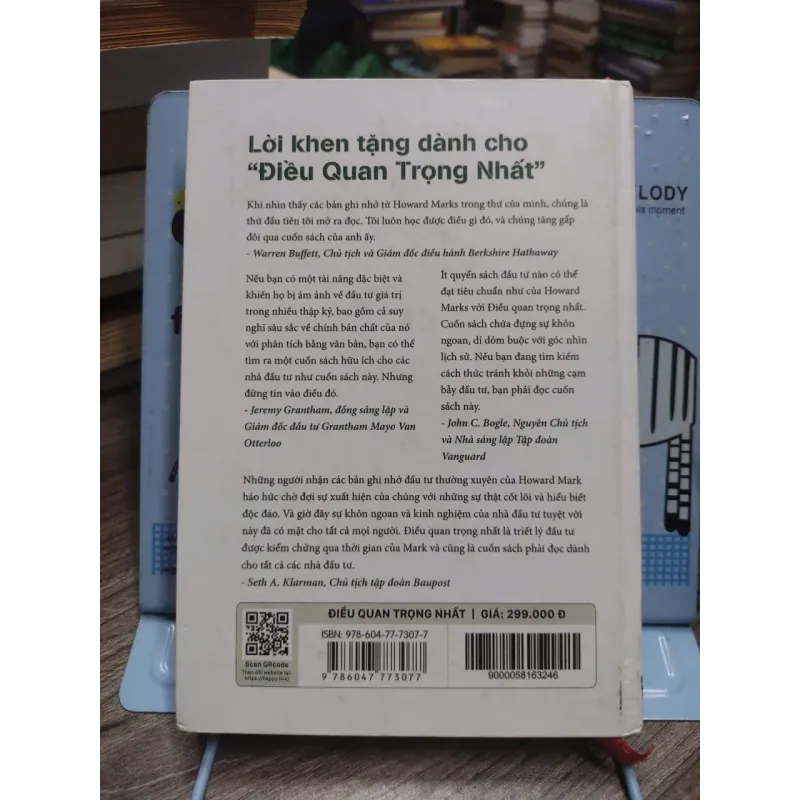 Lời khen tặng dành cho
“Điều Quan Trọng Nhất”
Khi nhìn thấy các bản ghi nhớ từ Howard Marks trong thư của mình, chúng là
thứ đầu tiên tôi mở ra đọc. Tôi luôn học được điều gì đó, và chúng tăng gấp
đôi qua cuốn sách của anh ấy.
- Warren Buffett, Chủ tịch và Giám đốc điều hành Berkshire Hathaway
Nếu bạn có một tài năng đặc biệt và
khiến họ bị ám ảnh về đầu tư giá trị
trong nhiều thập kỷ, bao gồm cả suy
nghĩ sâu sắc về chính bản chất của nó
với phân tích bằng văn bản, bạn có thể
tìm ra một cuốn sách hữu ích cho các
nhà đầu tư như cuốn sách này. Nhưng
đừng tin vào điều đó.
- Jeremy Grantham, đồng sáng lập và
Giám đốc đầu tư Grantham Mayo Van
Otterloo
Ít quyển sách đầu tư nào có thể
đạt tiêu chuẩn như của Howard
Marks với Điều quan trọng nhất.
Cuốn sách chứa đựng sự khôn
ngoan, dí dỏm buộc với góc nhìn
lịch sử. Nếu bạn đang tìm kiếm
cách thức tránh khỏi những cạm
bẫy đầu tư, bạn phải đọc cuốn
sách này.
- John C. Bogle, Nguyên Chủ tịch
và Nhà sáng lập Tập đoàn
Vanguard
Những người nhận các bản ghi nhớ đầu tư thường xuyên của Howard Mark
háo hức chờ đợi sự xuất hiện của chúng với những sự thật cốt lõi và hiểu biết
độc đáo. Và giờ đây sự khôn ngoan và kinh nghiệm của nhà đầu tư tuyệt vời
này đã có mặt cho tất cả mọi người. Điều quan trọng nhất là triết lý đầu tư
được kiểm chứng qua thời gian của Mark và cũng là cuốn sách phải đọc dành
cho tất cả các nhà đầu tư.
- Seth A. Klarman, Chủ tịch tập đoàn Baupost
ĐIỀU QUAN TRỌNG NHẤT | GIÁ: 299.000 Đ
ISBN: 978-604-77-7307-7
9 786047 773077
9000058163246
Scan QRcode
Theo dõi website tại:
https://happy.live/
ELODY
his moment